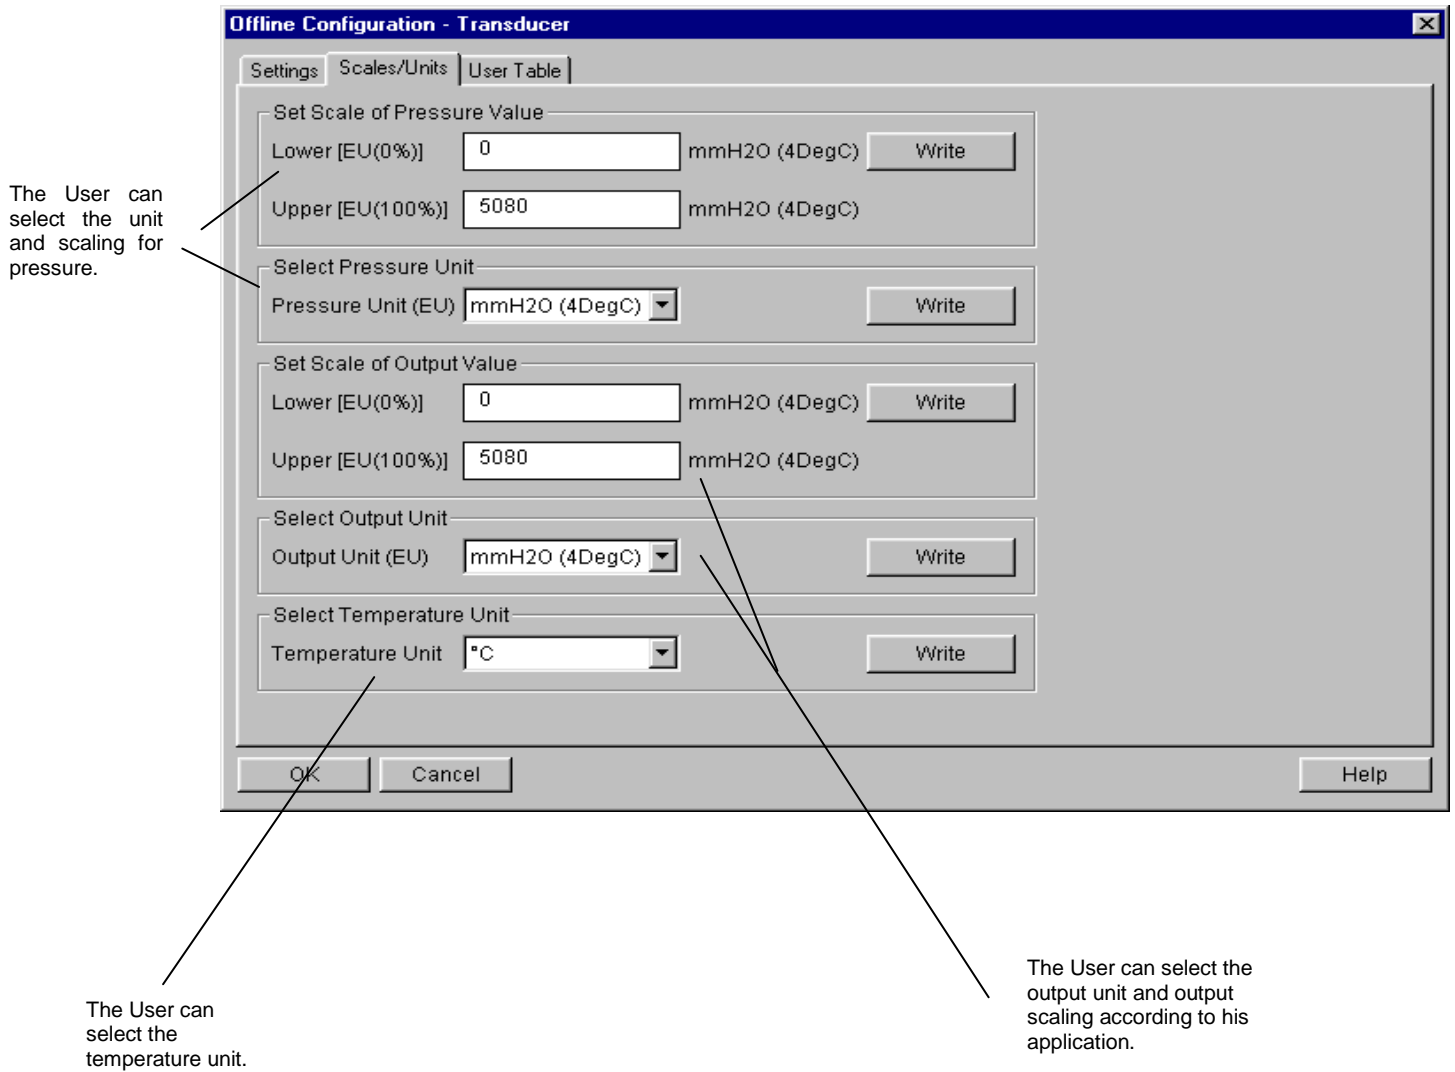 Offline Configuration - Transducer
Settings
Scales/Units
User Table
Set Scale of Pressure Value
Lower [EU(0%)] 0 mmH2O (4DegC) Write
Upper [EU(100%)] 5080 mmH2O (4DegC)
The User can
select the unit
and scaling for
pressure.
Select Pressure Unit
Pressure Unit (EU) mmH2O (4DegC) Write
Set Scale of Output Value
Lower [EU(0%)] 0 mmH2O (4DegC) Write
Upper [EU(100%)] 5080 mmH2O (4DegC)
Select Output Unit
Output Unit (EU) mmH2O (4DegC) Write
Select Temperature Unit
Temperature Unit °C Write
OK Cancel Help
The User can
select the
temperature unit.
The User can select the
output unit and output
scaling according to his
application.